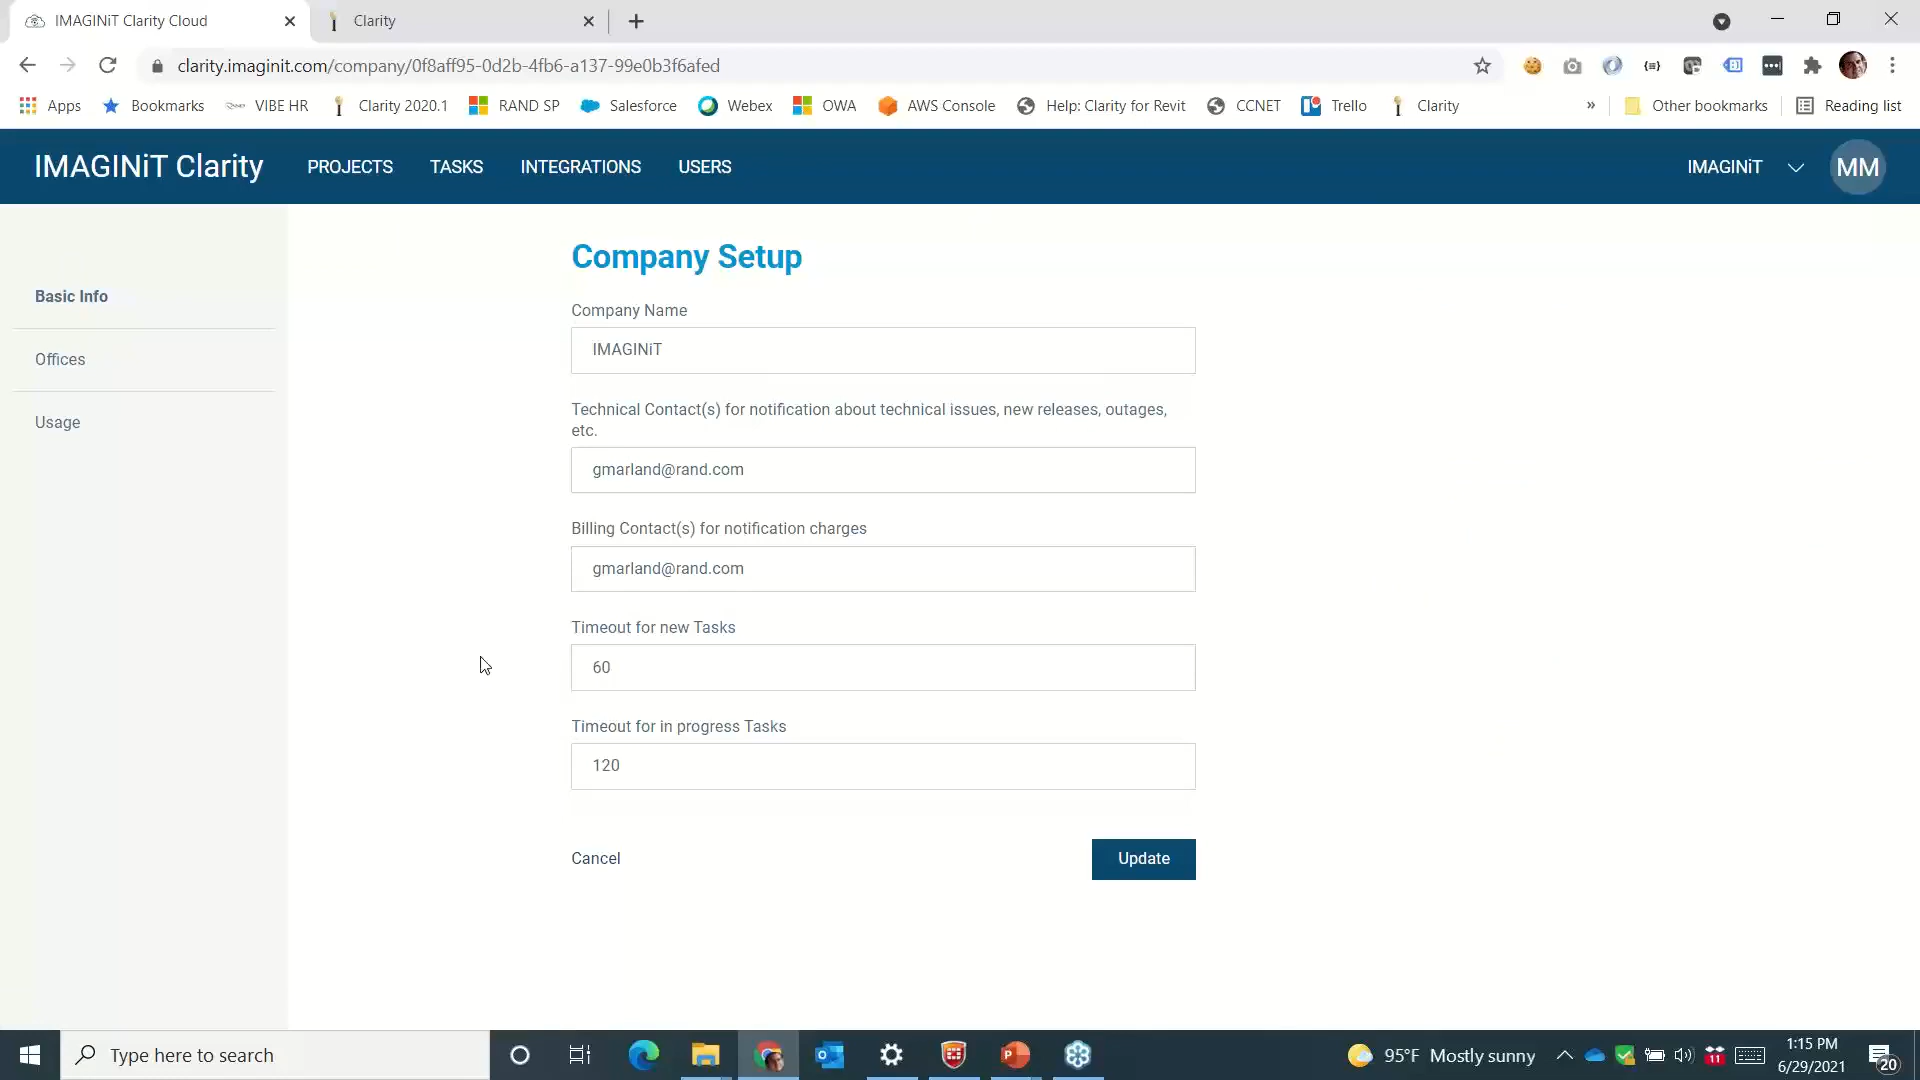 IMAGINiT Clarity Cloud
Clarity
clarity.imaginit.com/company/0f8aff95-0d2b-4fb6-a137-99e0b3f6afed
Apps Bookmarks VIBE HR Clarity 2020.1 RAND SP Salesforce Webex OWA AWS Console Help: Clarity for Revit CCNET Trello Clarity » Other bookmarks Reading list
IMAGINiT Clarity PROJECTS TASKS INTEGRATIONS USERS IMAGINiT MM
Basic Info
Offices
Usage
Company Setup
Company Name
IMAGINiT
Technical Contact(s) for notification about technical issues, new releases, outages,
etc.
gmarland@rand.com
Billing Contact(s) for notification charges
gmarland@rand.com
Timeout for new Tasks
60
Timeout for in progress Tasks
120
Cancel Update
Type here to search
95°F Mostly sunny
11
1:15 PM
6/29/2021
20